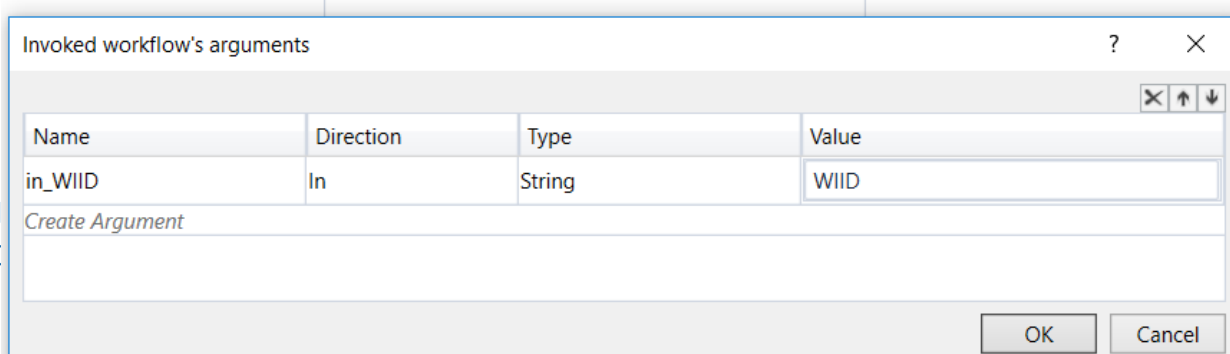 Invoked workflow's arguments ?
Name Direction Type Value
in_WIID In String WIID
Create Argument
OK Cancel